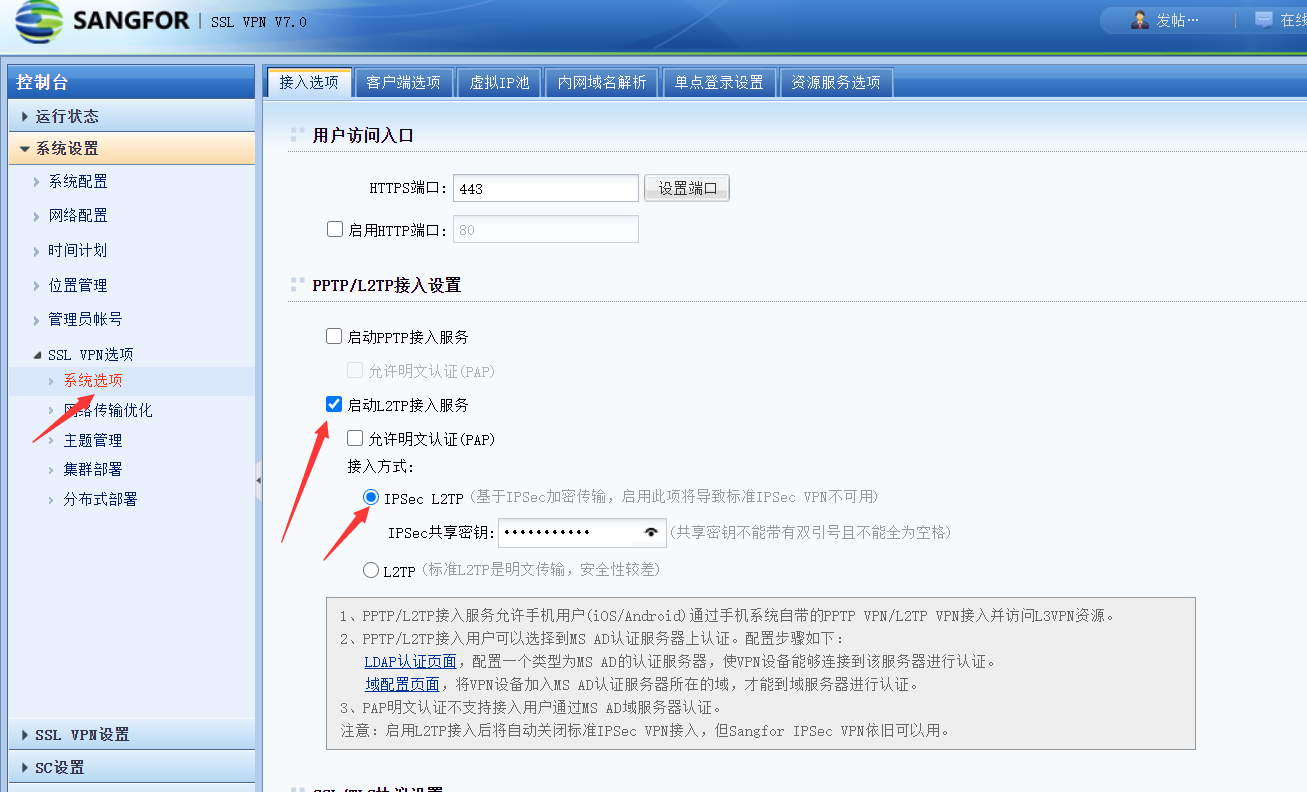 SANGFOR | SSL VPN V7.0
发帖… 在线
控制台
运行状态
系统设置
系统配置
网络配置
时间计划
位置管理
管理员帐号
SSL VPN选项
系统选项
网络传输优化
主题管理
集群部署
分布式部署
SSL VPN设置
SC设置
接入选项 客户端选项 虚拟IP池 内网域名解析 单点登录设置 资源服务选项
用户访问入口
HTTPS端口: 443 设置端口
启用HTTP端口: 80
PPTP/L2TP接入设置
启动PPTP接入服务
允许明文认证(PAP)
启动L2TP接入服务
允许明文认证(PAP)
接入方式:
IPSec L2TP (基于IPSec加密传输，启用此项将导致标准IPSec VPN不可用)
IPSec共享密钥: ••••••••••• (共享密钥不能带有双引号且不能全为空格)
L2TP (标准L2TP是明文传输，安全性较差)
1、PPTP/L2TP接入服务允许手机用户(iOS/Android)通过手机系统自带的PPTP VPN/L2TP VPN接入并访问L3VPN资源。
2、PPTP/L2TP接入用户可以选择到MS AD认证服务器上认证。配置步骤如下:
LDAP认证页面，配置一个类型为MS AD的认证服务器，使VPN设备能够连接到该服务器进行认证。
域配置页面，将VPN设备加入MS AD认证服务器所在的域，才能到域服务器进行认证。
3、PAP明文认证不支持接入用户通过MS AD域服务器认证。
注意: 启用L2TP接入后将自动关闭标准IPSec VPN接入，但Sangfor IPSec VPN依旧可以用。
SSL/TLS协议设置